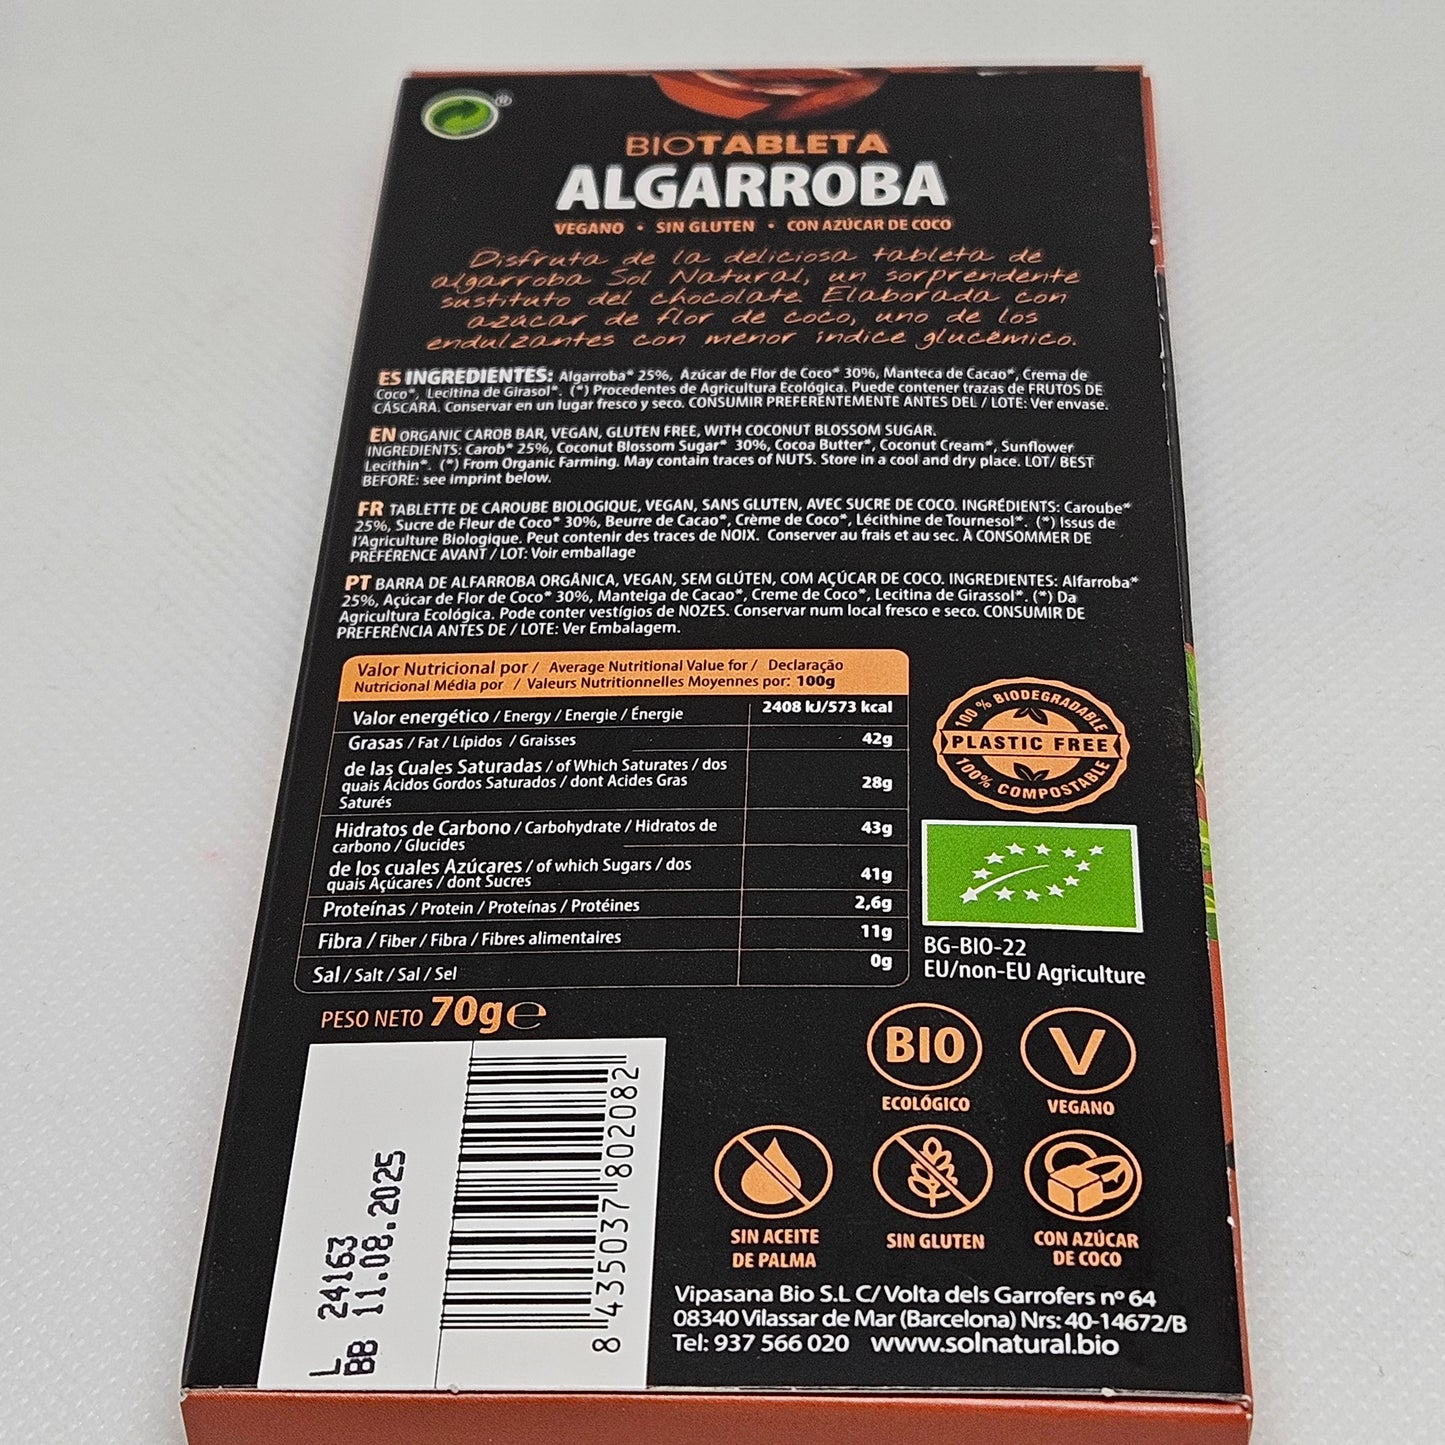 ®
BIOTABLETA
ALGARROBA
VEGANO • SIN GLUTEN • CON AZÚCAR DE COCO
Disfruta de la deliciosa tableta de
algarroba Sol Natural, un sorprendente
sustituto del chocolate. Elaborada con
azúcar de flor de coco, uno de los
endulzantes con menor índice glucémico.
ES INGREDIENTES: Algarroba* 25%, Azúcar de Flor de Coco* 30%, Manteca de Cacao*, Crema de
Coco*, Lecitina de Girasol*. (*) Procedentes de Agricultura Ecológica. Puede contener trazas de FRUTOS DE
CÁSCARA. Conservar en un lugar fresco y seco. CONSUMIR PREFERENTEMENTE ANTES DEL / LOTE: Ver envase.
EN ORGANIC CAROB BAR, VEGAN, GLUTEN FREE, WITH COCONUT BLOSSOM SUGAR.
INGREDIENTS: Carob* 25%, Coconut Blossom Sugar* 30%, Cocoa Butter*, Coconut Cream*, Sunflower
Lecithin*. (*) From Organic Farming. May contain traces of NUTS. Store in a cool and dry place. LOT/ BEST
BEFORE: see imprint below.
FR TABLETTE DE CAROUBE BIOLOGIQUE, VEGAN, SANS GLUTEN, AVEC SUCRE DE COCO. INGRÉDIENTS: Caroube*
25%, Sucre de Fleur de Coco* 30%, Beurre de Cacao*, Crème de Coco*, Lécithine de Tournesol*. (*) Issus de
l'Agriculture Biologique. Peut contenir des traces de NOIX. Conserver au frais et au sec. À CONSOMMER DE
PRÉFÉRENCE AVANT / LOT: Voir emballage
PT BARRA DE ALFARROBA ORGÂNICA, VEGAN, SEM GLÚTEN, COM AÇÚCAR DE COCO. INGREDIENTES: Alfarroba*
25%, Açúcar de Flor de Coco* 30%, Manteiga de Cacao*, Creme de Coco*, Lecitina de Girassol*. (*) Da
Agricultura Ecológica. Pode conter vestígios de NOZES. Conservar num local fresco e seco. CONSUMIR DE
PREFERÊNCIA ANTES DE / LOTE: Ver Embalagem.
Valor Nutricional por / Average Nutritional Value for / Declaração
Nutricional Média por / Valeurs Nutritionnelles Moyennes por: 100g
Valor energético / Energy / Energie / Énergie 2408 kJ/573 kcal
Grasas / Fat / Lípidos / Graisses 42g
de las Cuales Saturadas / of Which Saturates / dos
quais Ácidos Gordos Saturados / dont Acides Gras 28g
Saturés
Hidratos de Carbono / Carbohydrate / Hidratos de 43g
carbono / Glucides
de los cuales Azúcares / of which Sugars / dos
quais Açúcares / dont Sucres 41g
Proteínas / Protein / Proteínas / Protéines 2,6g
Fibra / Fiber / Fibra / Fibres alimentaires 11g
Sal / Salt / Sal / Sel 0g
100 % BIODEGRADABLE
PLASTIC FREE
100% COMPOSTABLE
BG-BIO-22
EU/non-EU Agriculture
PESO NETO 70g e
BIO
ECOLÓGICO
V
VEGANO
SIN ACEITE
DE PALMA
SIN GLUTEN
CON AZÚCAR
DE COCO
L 24163
BB 11.08.2025
8 435037 802082
Vipasana Bio S.L C/ Volta dels Garrofers nº 64
08340 Vilassar de Mar (Barcelona) Nrs: 40-14672/B
Tel: 937 566 020 www.solnatural.bio